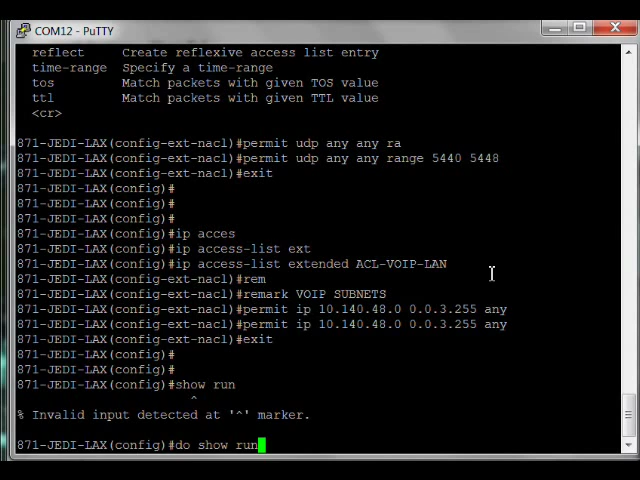 COM12 - PuTTY
reflect Create reflexive access list entry
time-range Specify a time-range
tos Match packets with given TOS value
ttl Match packets with given TTL value
<cr>
871-JEDI-LAX(config-ext-nacl)#permit udp any any ra
871-JEDI-LAX(config-ext-nacl)#permit udp any any range 5440 5448
871-JEDI-LAX(config-ext-nacl)#exit
871-JEDI-LAX(config)#
871-JEDI-LAX(config)#
871-JEDI-LAX(config)#
871-JEDI-LAX(config)#ip acces
871-JEDI-LAX(config)#ip access-list ext
871-JEDI-LAX(config)#ip access-list extended ACL-VOIP-LAN
871-JEDI-LAX(config-ext-nacl)#rem
871-JEDI-LAX(config-ext-nacl)#remark VOIP SUBNETS
871-JEDI-LAX(config-ext-nacl)#permit ip 10.140.48.0 0.0.3.255 any
871-JEDI-LAX(config-ext-nacl)#permit ip 10.140.48.0 0.0.3.255 any
871-JEDI-LAX(config-ext-nacl)#exit
871-JEDI-LAX(config)#
871-JEDI-LAX(config)#
871-JEDI-LAX(config)#show run
^
% Invalid input detected at '^' marker.
871-JEDI-LAX(config)#do show run